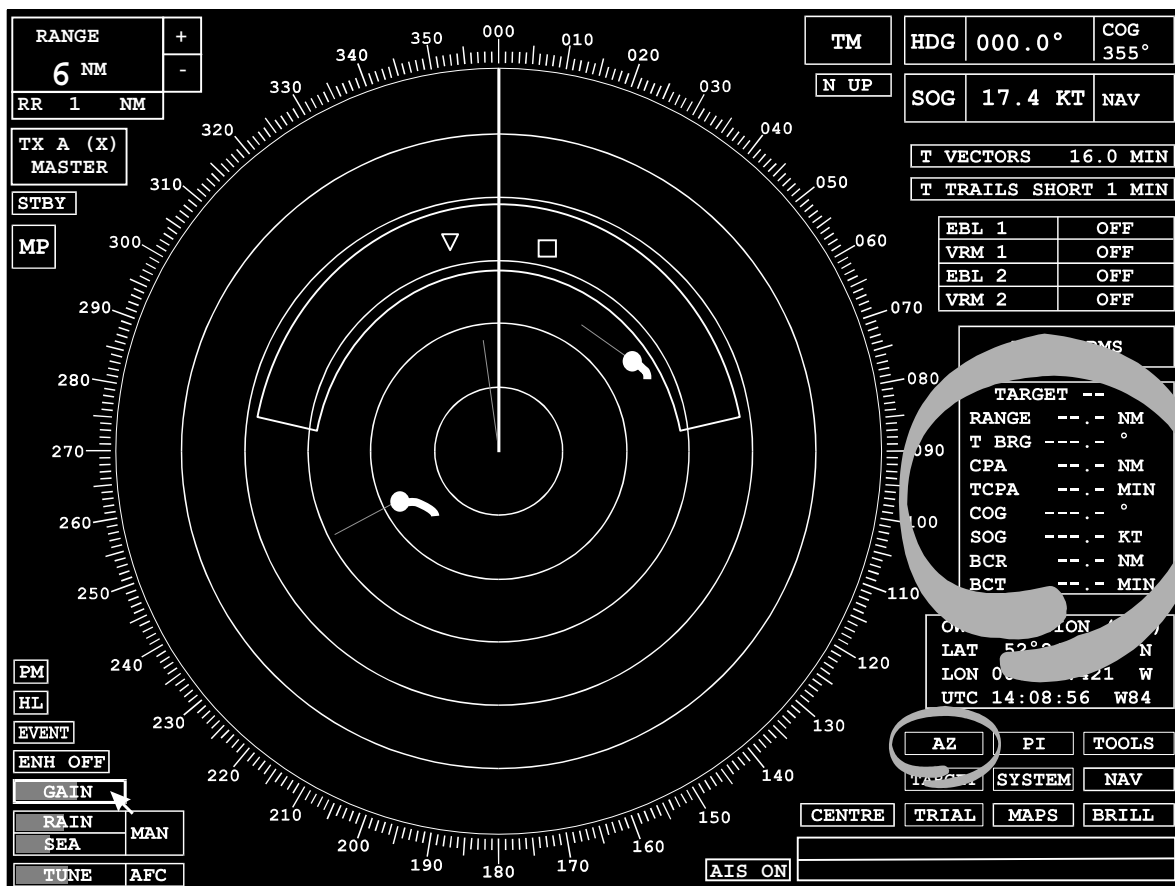 RANGE +
6 NM -
RR 1 NM
TX A (X)
MASTER
STBY
MP
TM
N UP
HDG 000.0° COG 355°
SOG 17.4 KT NAV
T VECTORS 16.0 MIN
T TRAILS SHORT 1 MIN
EBL 1 OFF
VRM 1 OFF
EBL 2 OFF
VRM 2 OFF
000
010
020
030
040
050
060
070
080
090
100
110
120
130
140
150
160
170
180
190
200
210
220
230
240
250
260
270
280
290
300
310
320
330
340
350
TARGET --
RANGE --.- NM
T BRG ---.- °
CPA --.- NM
TCPA --.- MIN
COG ---.- °
SOG ---.- KT
BCR --.- NM
BCT --.- MIN
LAT N
LON W
UTC 14:08:56 W84
PM
HL
EVENT
ENH OFF
GAIN
RAIN
SEA
MAN
TUNE AFC
AZ PI TOOLS
TARGET SYSTEM NAV
CENTRE TRIAL MAPS BRILL
AIS ON